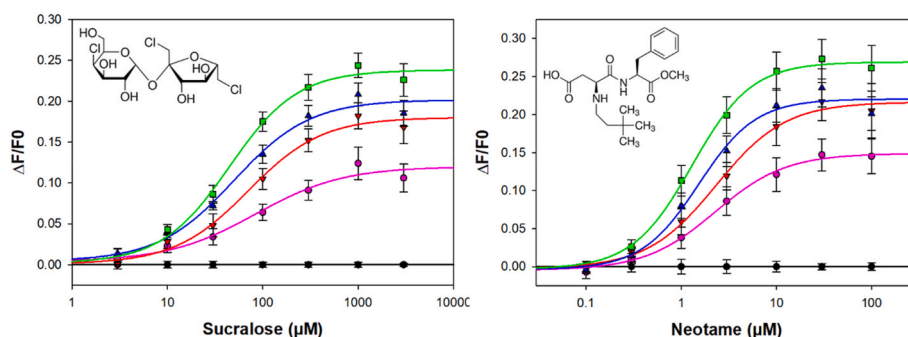 0.30
0.25
0.20
0.15
0.10
0.05
0.00
ΔF/F0
1
10
100
1000
10000
Sucralose (µM)
HO
Cl
OH
O
OH
HO
O
Cl
O
HO
OH
Cl
0.30
0.25
0.20
0.15
0.10
0.05
0.00
ΔF/F0
0.1
1
10
100
Neotame (µM)
O
HO
O
N
H
O
OCH₃
NH
CH₃
CH₃
H₃C